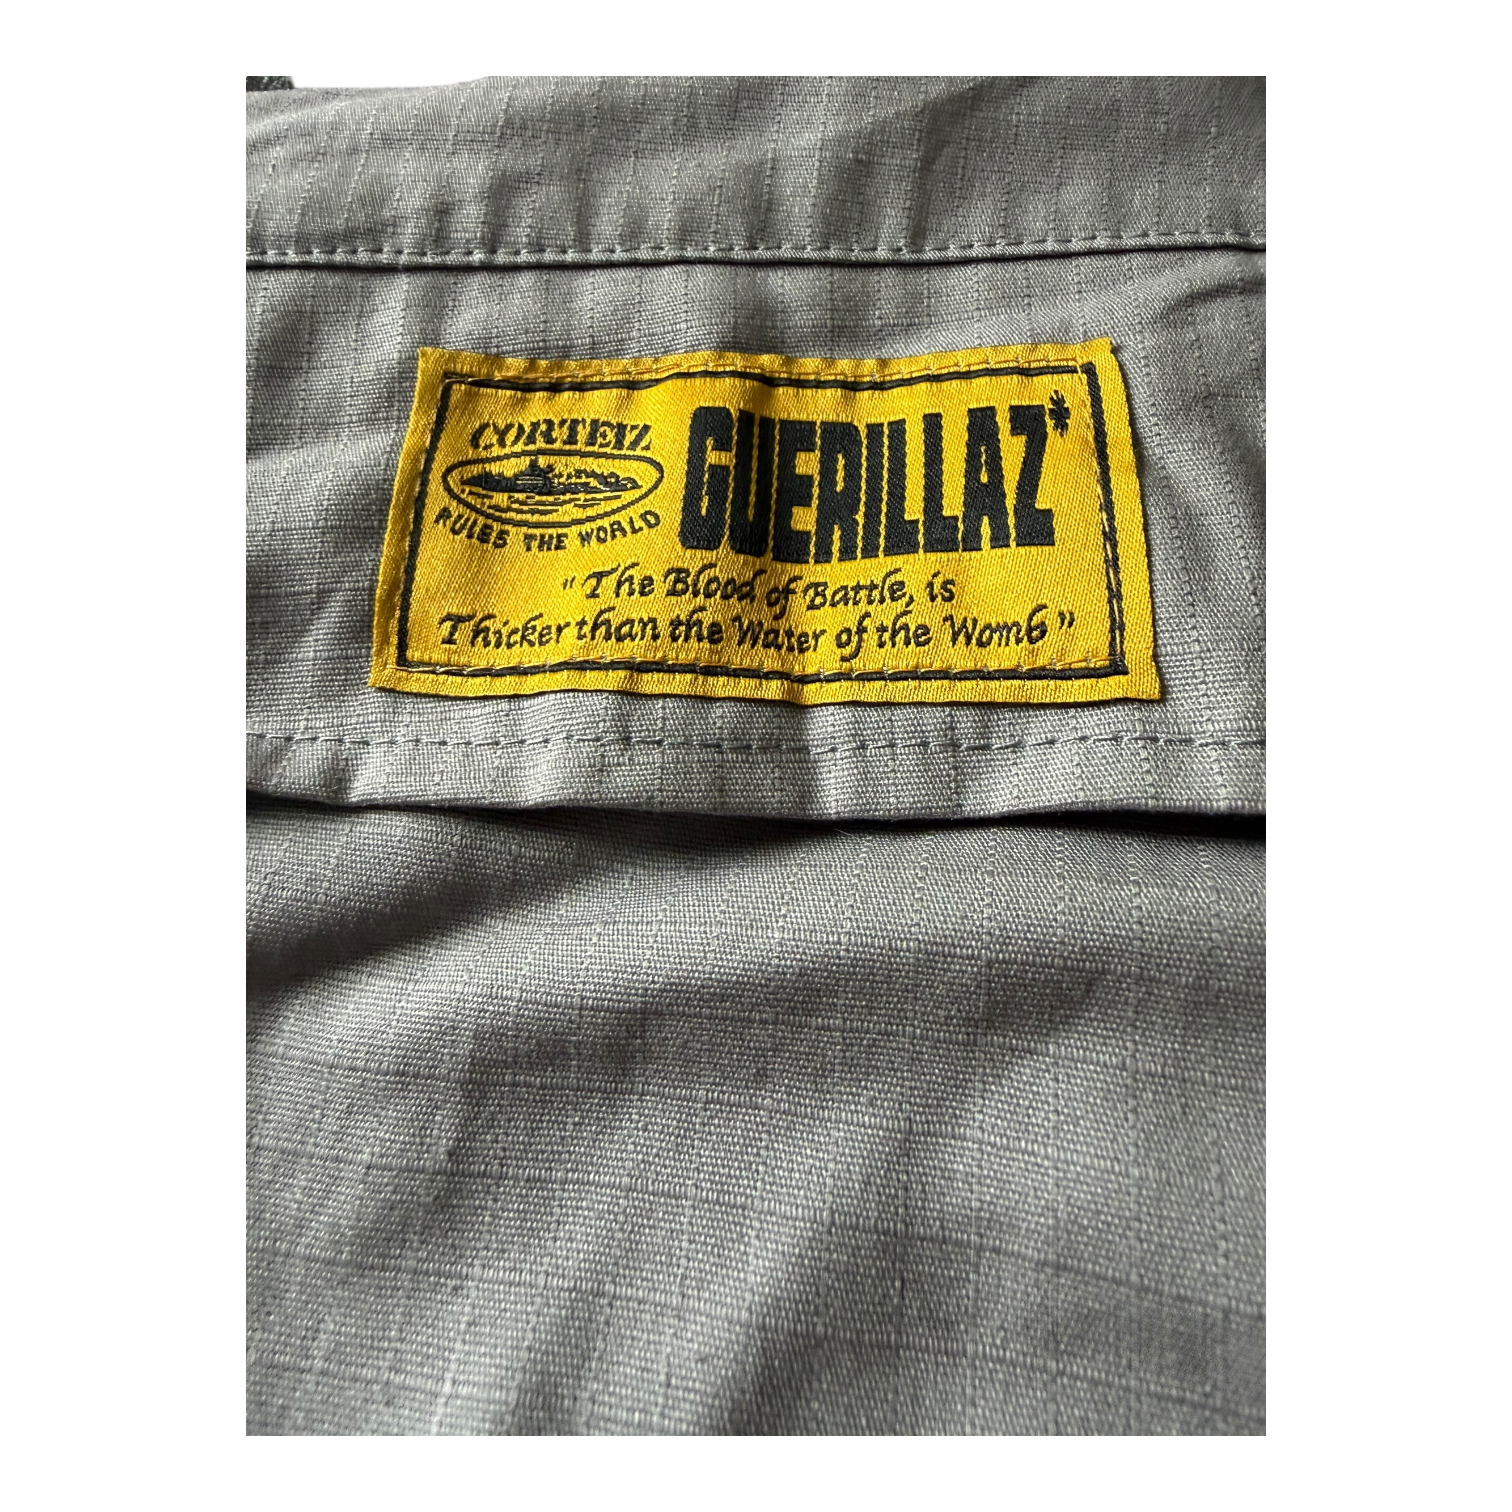 CORTEIZ
RULES THE WORLD
GUERILLAZ*
"The Blood of Battle, is
Thicker than the Water of the Womb"